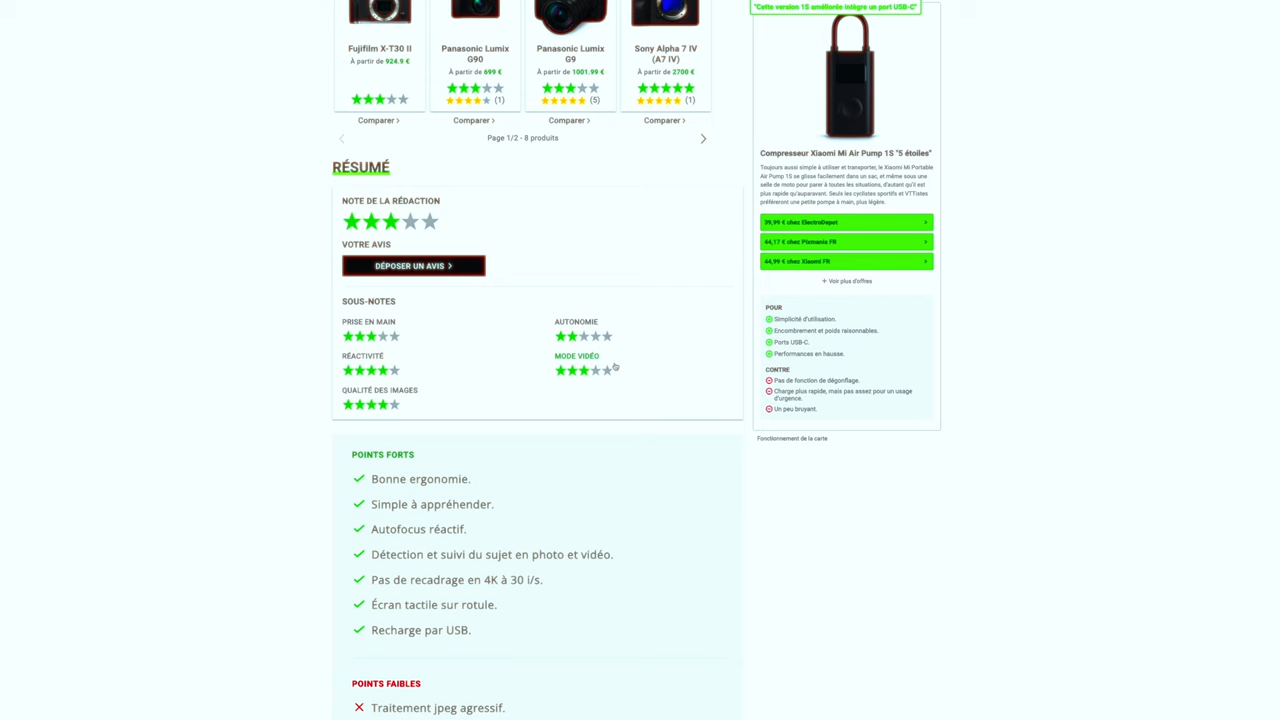 Fujifilm X-T30 II
À partir de 924.9 €
Comparer >
Panasonic Lumix
G90
À partir de 699 €
(1)
Comparer >
Panasonic Lumix
G9
À partir de 1001.99 €
(5)
Comparer >
Sony Alpha 7 IV
(A7 IV)
À partir de 2700 €
(1)
Comparer >
Page 1/2 - 8 produits
RÉSUMÉ
NOTE DE LA RÉDACTION
VOTRE AVIS
DÉPOSER UN AVIS >
SOUS-NOTES
PRISE EN MAIN
AUTONOMIE
RÉACTIVITÉ
MODE VIDÉO
QUALITÉ DES IMAGES
POINTS FORTS
Bonne ergonomie.
Simple à appréhender.
Autofocus réactif.
Détection et suivi du sujet en photo et vidéo.
Pas de recadrage en 4K à 30 i/s.
Écran tactile sur rotule.
Recharge par USB.
POINTS FAIBLES
Traitement jpeg agressif.
"Cette version 1S améliorée intègre un port USB-C"
Compresseur Xiaomi Mi Air Pump 1S "5 étoiles"
Toujours aussi simple à utiliser et transporter, le Xiaomi Mi Portable
Air Pump 1S se glisse facilement dans un sac, et même sous une
selle de moto pour parer à toutes les situations, d'autant qu'il est
plus rapide qu'auparavant. Seuls les cyclistes sportifs et VTTistes
préféreront une petite pompe à main, plus légère.
39,99 € chez ElectroDepot >
44,17 € chez Pixmania FR >
44,99 € chez Xiaomi FR >
+ Voir plus d'offres
POUR
Simplicité d'utilisation.
Encombrement et poids raisonnables.
Ports USB-C.
Performances en hausse.
CONTRE
Pas de fonction de dégonflage.
Charge plus rapide, mais pas assez pour un usage
d'urgence.
Un peu bruyant.
Fonctionnement de la carte